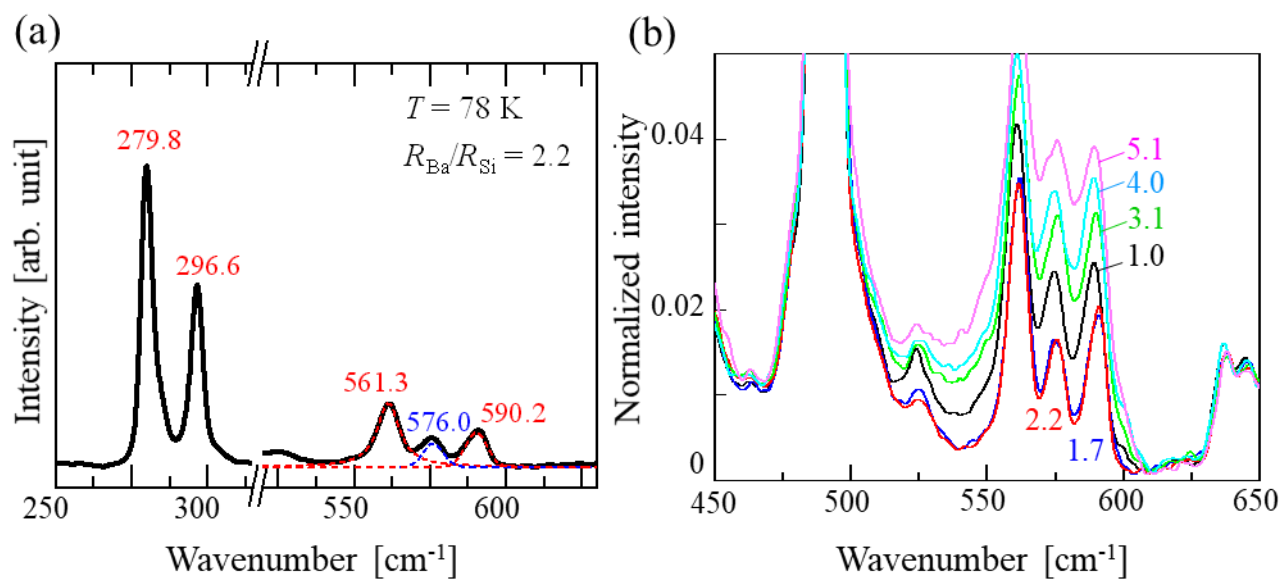 (a)
T = 78 K
R_Ba/R_Si = 2.2
279.8
296.6
561.3
576.0
590.2
Intensity [arb. unit]
250
300
550
600
Wavenumber [cm⁻¹]
(b)
0.04
0.02
0
Normalized intensity
5.1
4.0
3.1
1.0
2.2
1.7
450
500
550
600
650
Wavenumber [cm⁻¹]